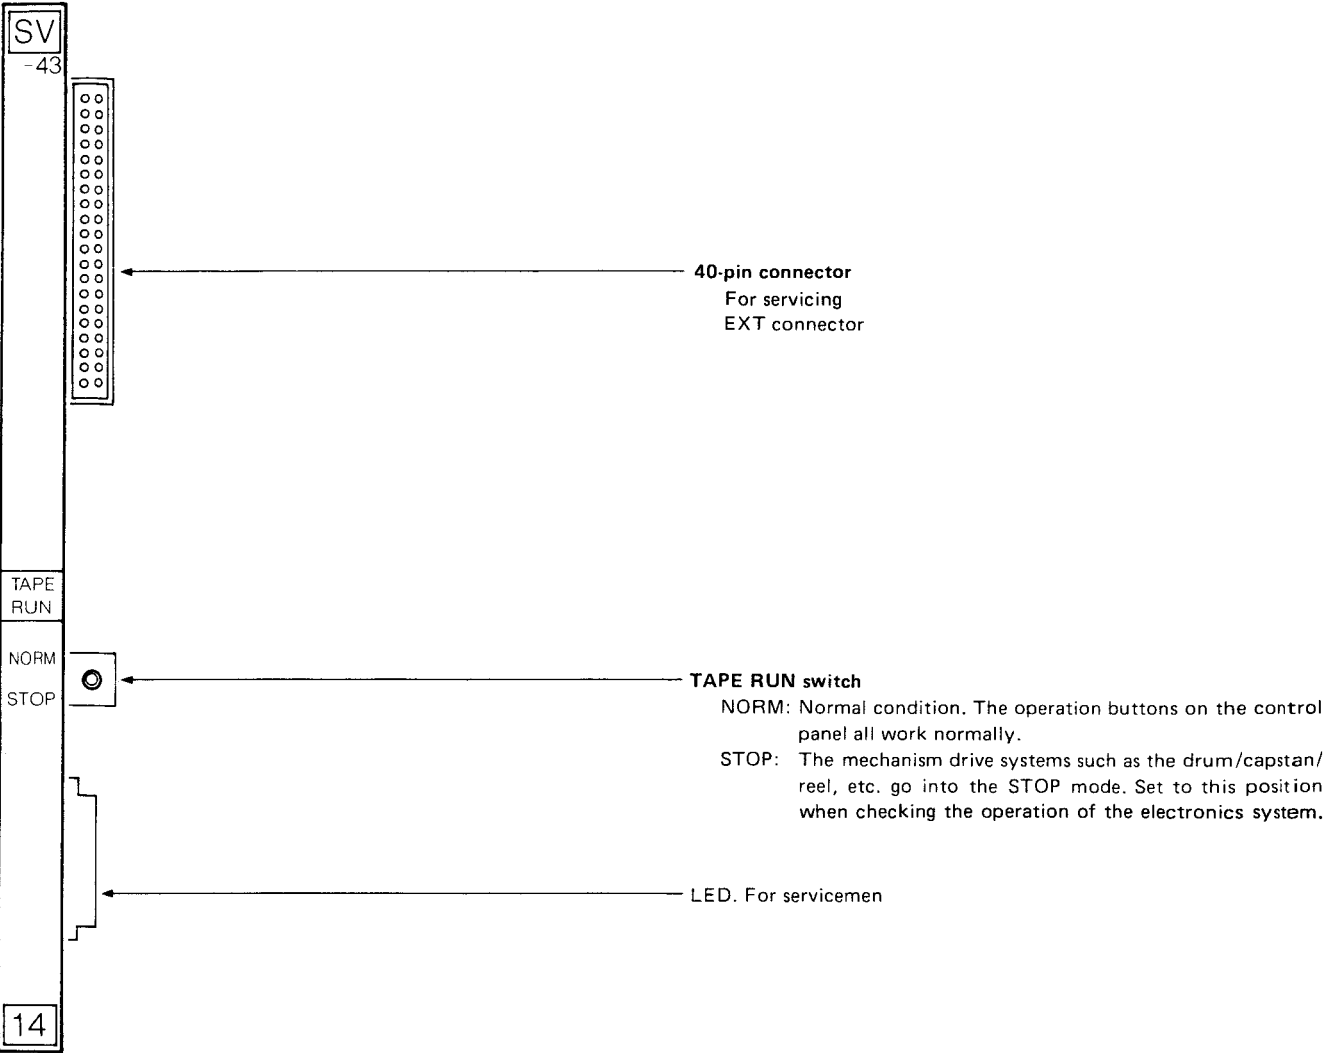 SV
-43
40-pin connector
For servicing
EXT connector
TAPE
RUN
NORM
STOP
TAPE RUN switch
NORM: Normal condition. The operation buttons on the control
panel all work normally.
STOP: The mechanism drive systems such as the drum/capstan/
reel, etc. go into the STOP mode. Set to this position
when checking the operation of the electronics system.
LED. For servicemen
14